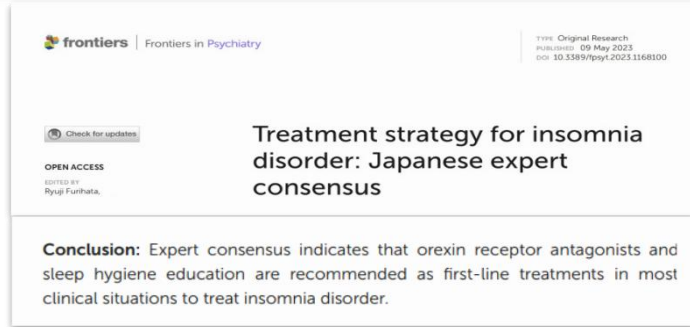 frontiers | Frontiers in Psychiatry
TYPE Original Research
PUBLISHED 09 May 2023
DOI 10.3389/fpsyt.2023.1168100
Check for updates
OPEN ACCESS
EDITED BY
Ryuji Furihata,
Treatment strategy for insomnia
disorder: Japanese expert
consensus
Conclusion: Expert consensus indicates that orexin receptor antagonists and
sleep hygiene education are recommended as first-line treatments in most
clinical situations to treat insomnia disorder.